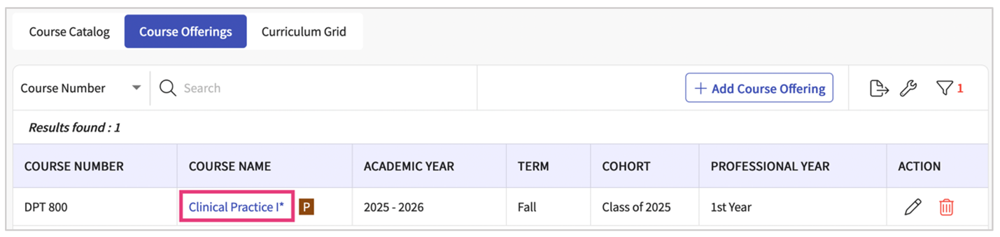 Course Catalog Course Offerings Curriculum Grid
Course Number Search + Add Course Offering 1
Results found : 1
COURSE NUMBER COURSE NAME ACADEMIC YEAR TERM COHORT PROFESSIONAL YEAR ACTION
DPT 800 Clinical Practice I* P 2025 - 2026 Fall Class of 2025 1st Year